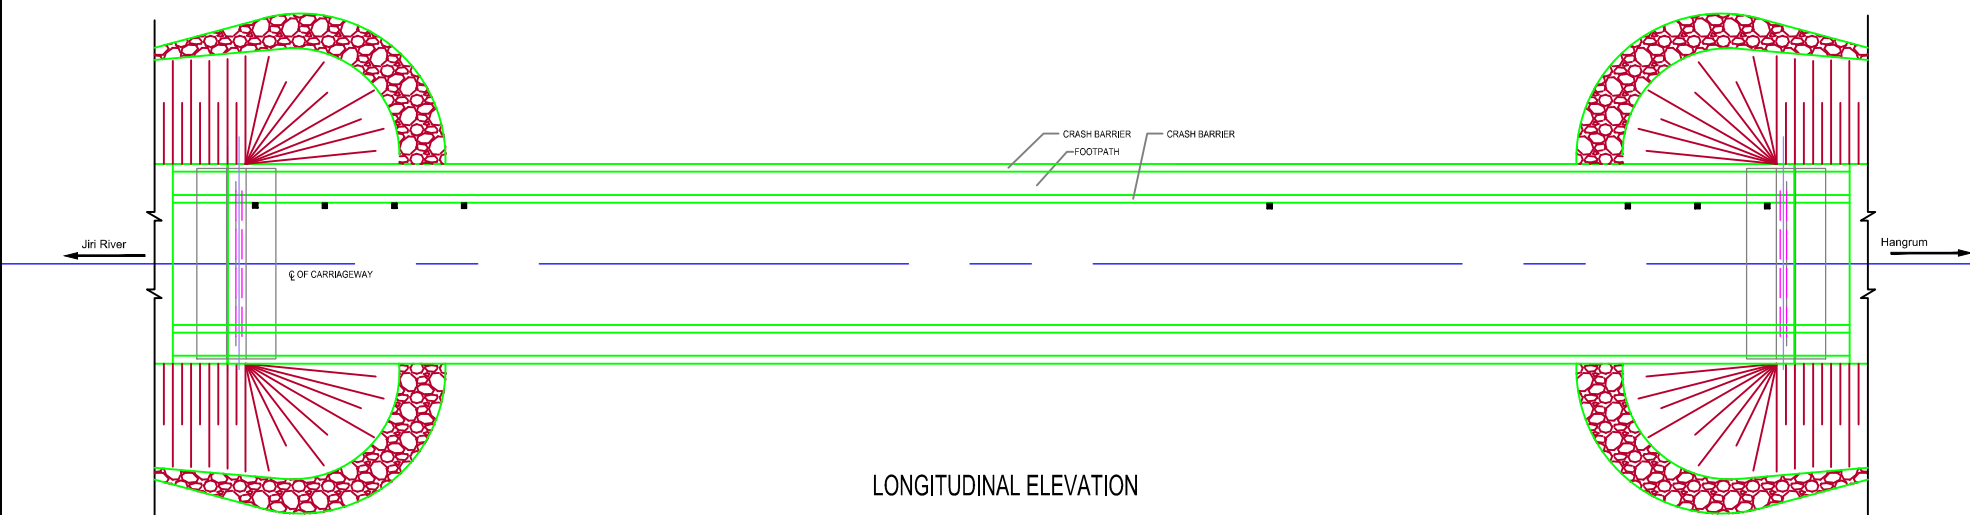 CRASH BARRIER
CRASH BARRIER
FOOTPATH
Jiri River
Hangrum
℄ OF CARRIAGEWAY
LONGITUDINAL ELEVATION